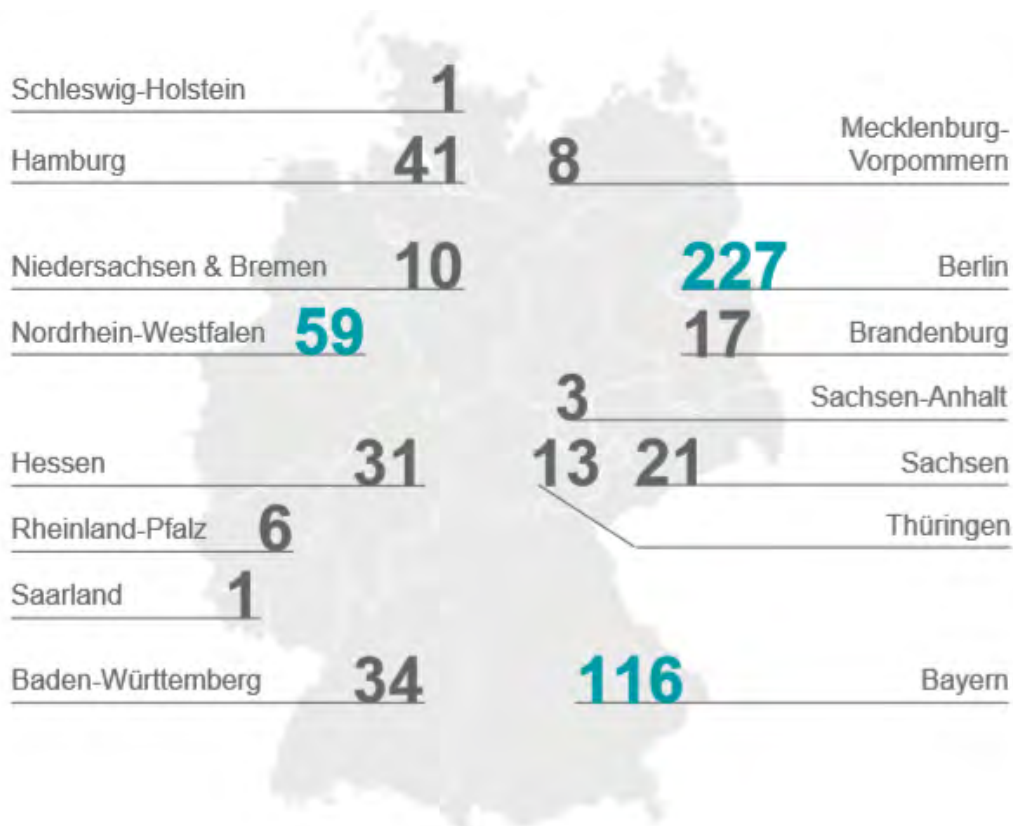 Schleswig-Holstein 1
Hamburg 41
8 Mecklenburg-
Vorpommern
Niedersachsen & Bremen 10
227 Berlin
Nordrhein-Westfalen 59
17 Brandenburg
3 Sachsen-Anhalt
Hessen 31
13 21 Sachsen
Thüringen
Rheinland-Pfalz 6
Saarland 1
Baden-Württemberg 34
116 Bayern